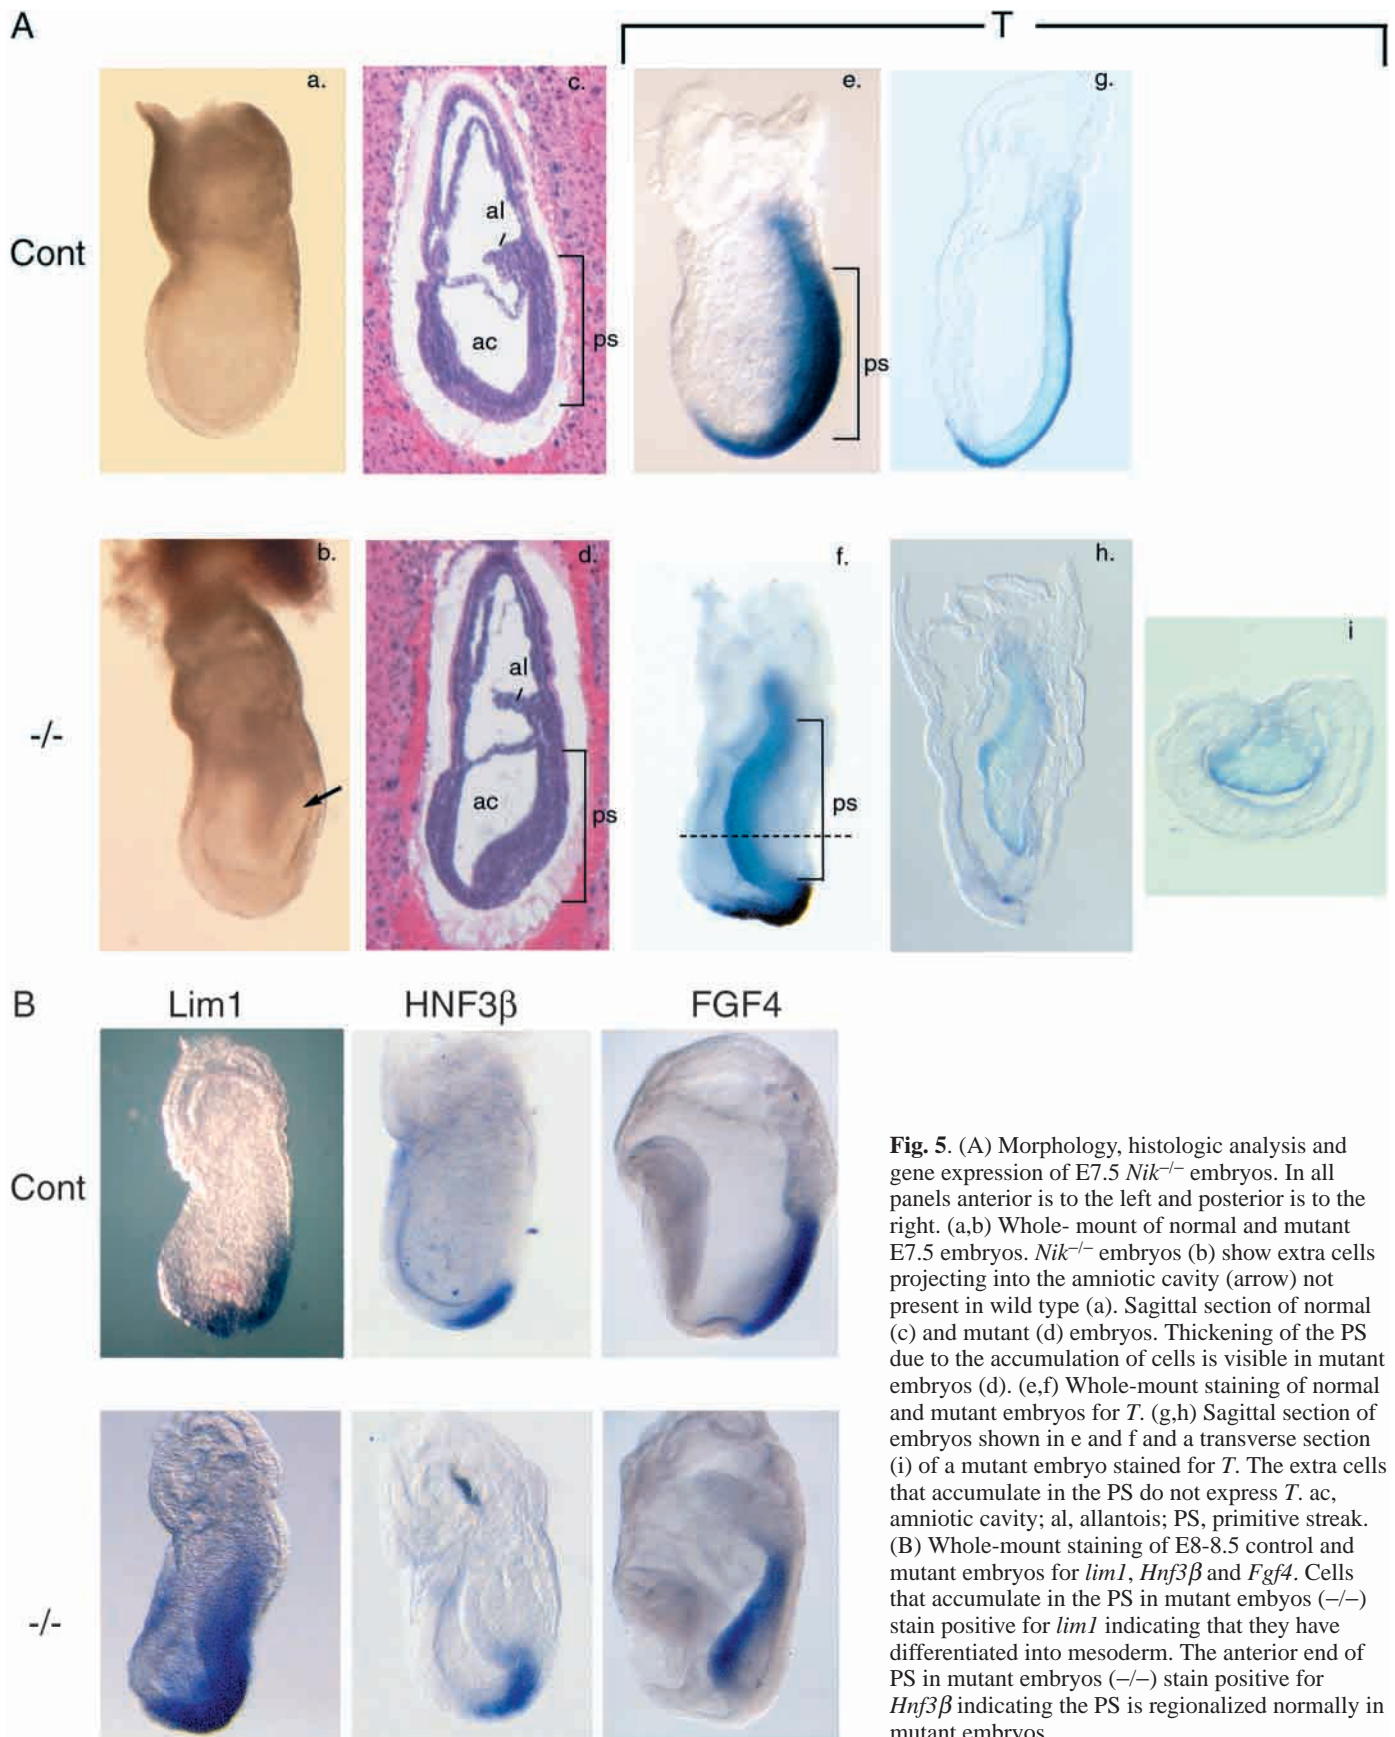 A
T
a.
c.
e.
g.
Cont
al
ac
ps
ps
b.
d.
f.
h.
i
-/-
al
ac
ps
ps
B
Lim1
HNF3β
FGF4
Cont
-/-
Fig. 5. (A) Morphology, histologic analysis and
gene expression of E7.5 Nik–/– embryos. In all
panels anterior is to the left and posterior is to the
right. (a,b) Whole- mount of normal and mutant
E7.5 embryos. Nik–/– embryos (b) show extra cells
projecting into the amniotic cavity (arrow) not
present in wild type (a). Sagittal section of normal
(c) and mutant (d) embryos. Thickening of the PS
due to the accumulation of cells is visible in mutant
embryos (d). (e,f) Whole-mount staining of normal
and mutant embryos for T. (g,h) Sagittal section of
embryos shown in e and f and a transverse section
(i) of a mutant embryo stained for T. The extra cells
that accumulate in the PS do not express T. ac,
amniotic cavity; al, allantois; PS, primitive streak.
(B) Whole-mount staining of E8-8.5 control and
mutant embryos for lim1, Hnf3β and Fgf4. Cells
that accumulate in the PS in mutant embyos (–/–)
stain positive for lim1 indicating that they have
differentiated into mesoderm. The anterior end of
PS in mutant embryos (–/–) stain positive for
Hnf3β indicating the PS is regionalized normally in
mutant embryos.